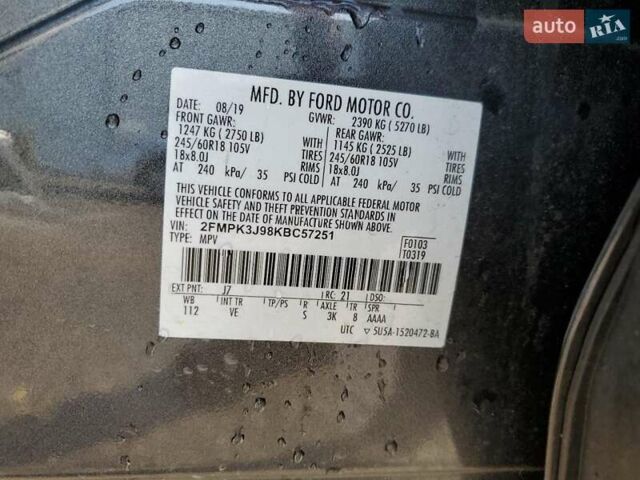 auto RIA .com
MFD. BY FORD MOTOR CO.
DATE: 08/19 GVWR: 2390 KG ( 5270 LB)
FRONT GAWR: REAR GAWR:
1247 KG ( 2750 LB) WITH 1145 KG ( 2525 LB) WITH
245/60R18 105V TIRES 245/60R18 105V TIRES
18x8.0J RIMS 18x8.0J RIMS
AT 240 kPa/ 35 PSI COLD AT 240 kPa/ 35 PSI COLD
THIS VEHICLE CONFORMS TO ALL APPLICABLE FEDERAL MOTOR
VEHICLE SAFETY AND THEFT PREVENTION STANDARDS IN
EFFECT ON THE DATE OF MANUFACTURE SHOWN ABOVE.
VIN: 2FMPK3J98KBC57251
TYPE: MPV
F0103
T0319
EXT PNT: J7 RC: 21 DSO:
WB INT TR TP/PS R AXLE TR SPR
112 VE S 3K 8 AAAA
UTC 5U5A-1520472-BA